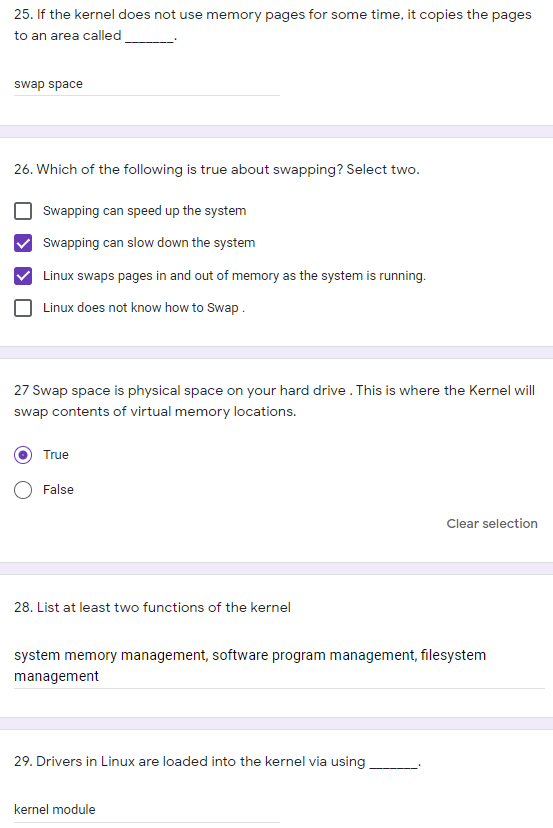 25. If the kernel does not use memory pages for some time, it copies the pages
to an area called _______.
swap space
26. Which of the following is true about swapping? Select two.
Swapping can speed up the system
Swapping can slow down the system
Linux swaps pages in and out of memory as the system is running.
Linux does not know how to Swap .
27 Swap space is physical space on your hard drive . This is where the Kernel will
swap contents of virtual memory locations.
True
False
Clear selection
28. List at least two functions of the kernel
system memory management, software program management, filesystem
management
29. Drivers in Linux are loaded into the kernel via using _______.
kernel module